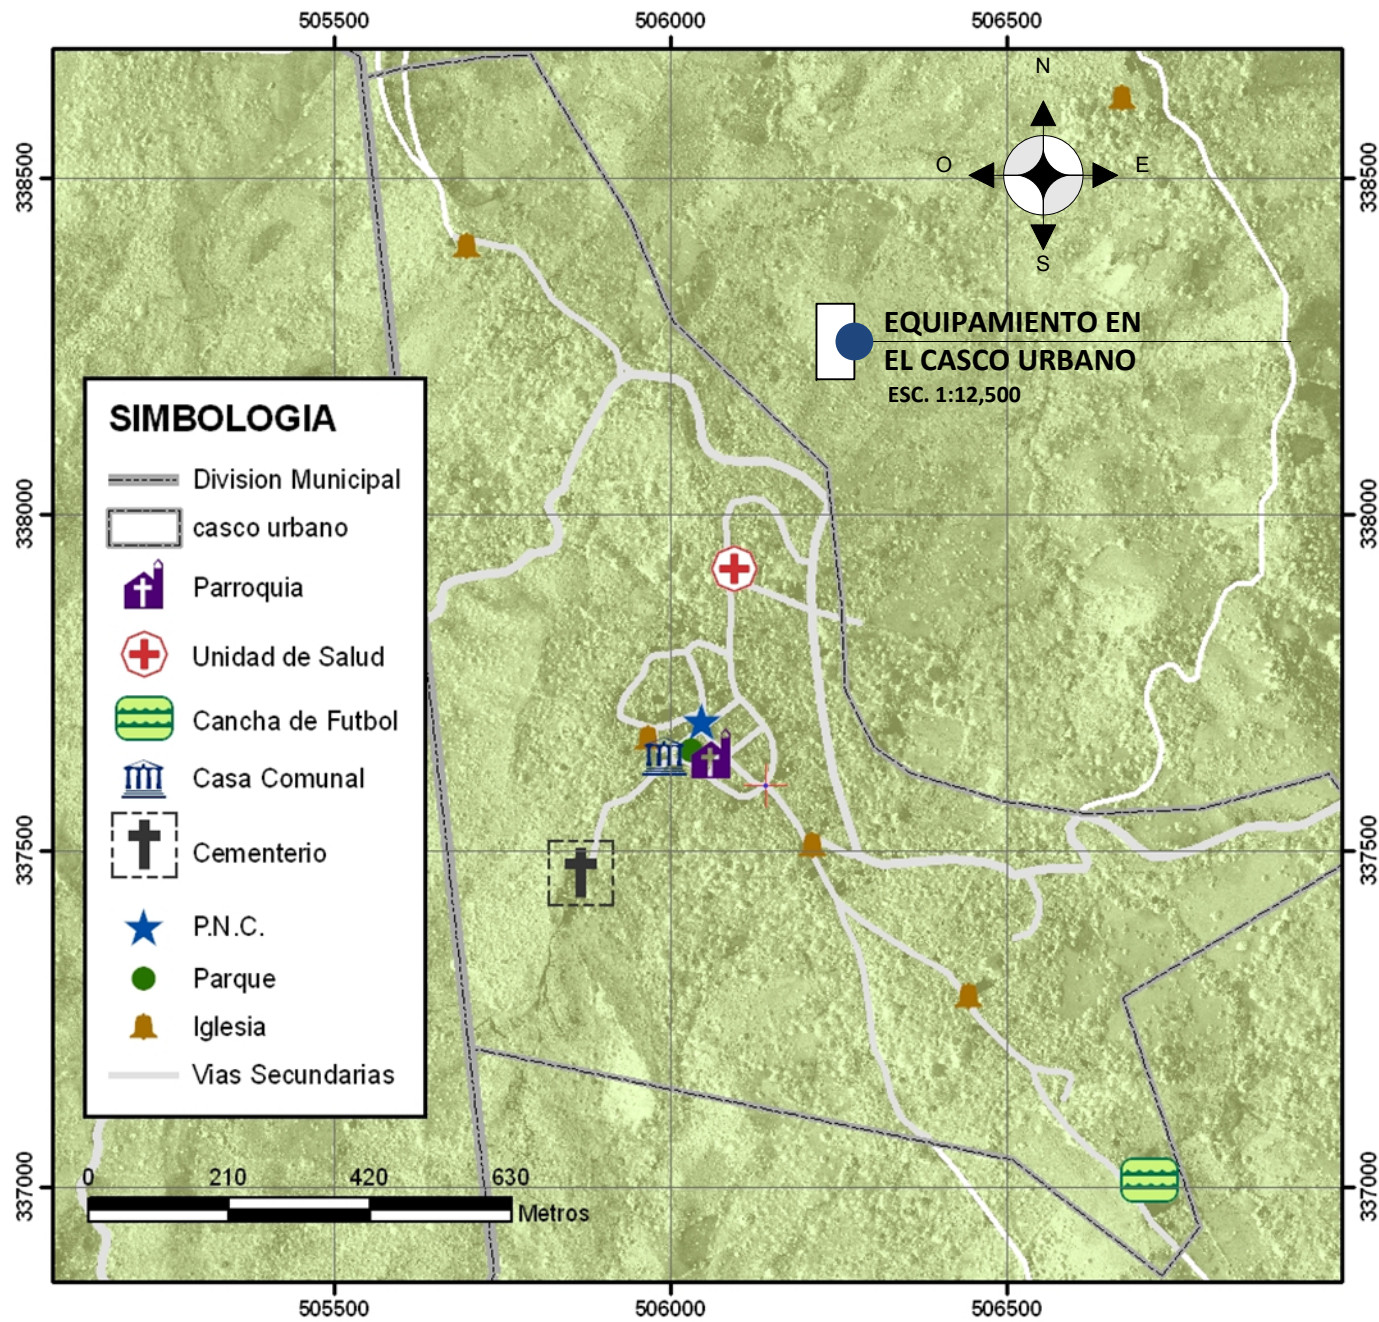 505500
506000
506500
N
O
E
S
338500
338500
EQUIPAMIENTO EN
EL CASCO URBANO
ESC. 1:12,500
SIMBOLOGIA
Division Municipal
casco urbano
Parroquia
Unidad de Salud
Cancha de Futbol
Casa Comunal
Cementerio
P.N.C.
Parque
Iglesia
Vias Secundarias
338000
338000
337500
337500
337000
337000
0
210
420
630
Metros
505500
506000
506500